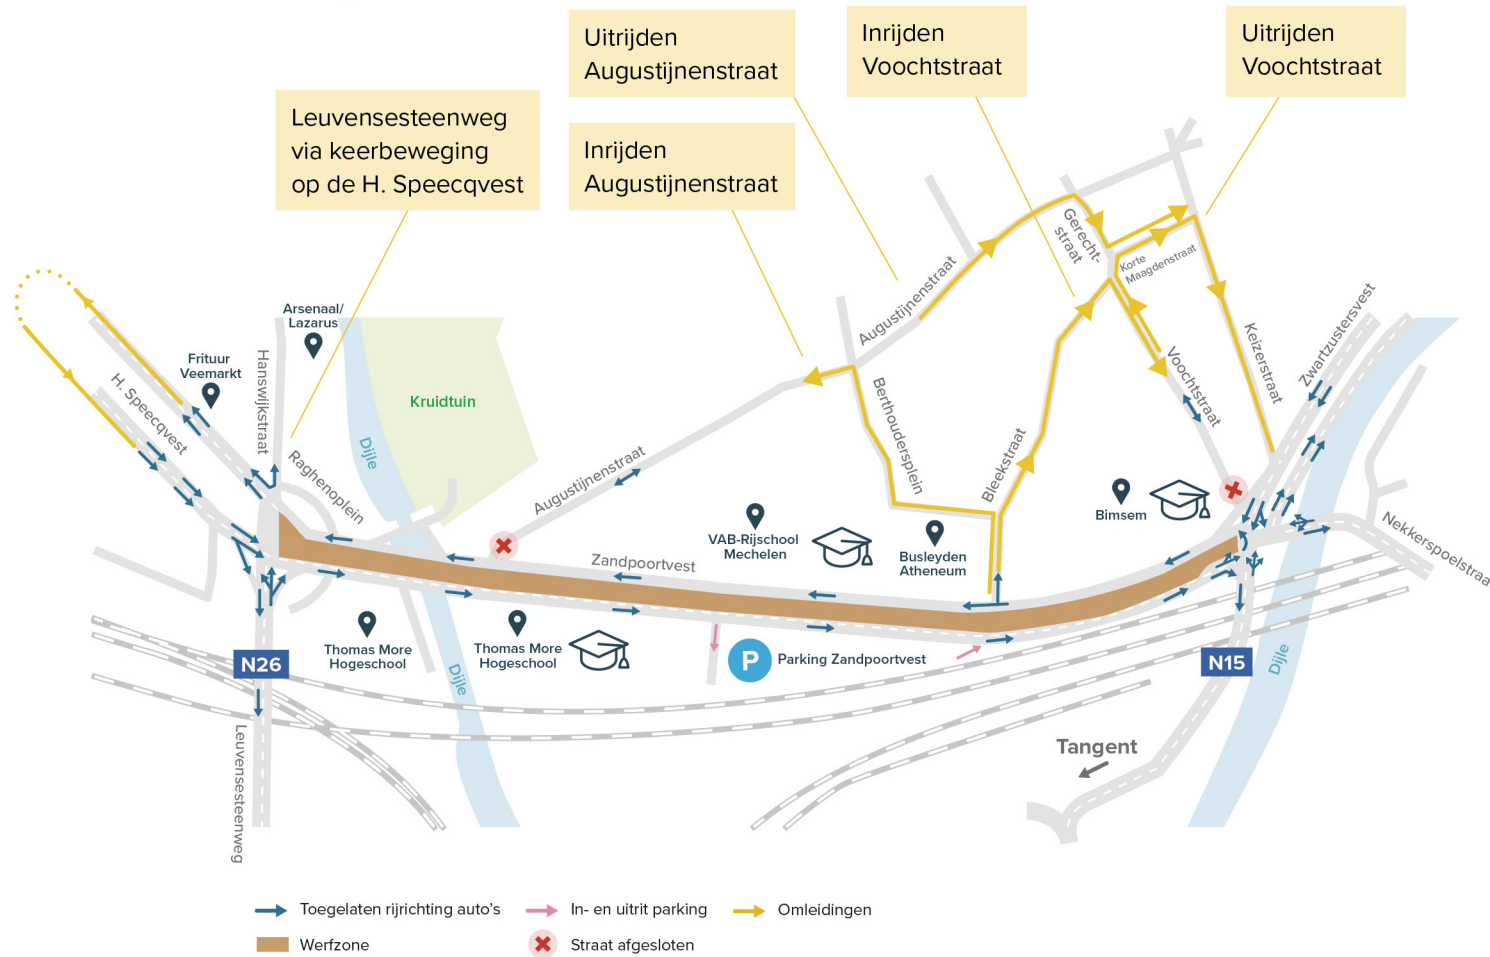 Uitrijden
Augustijnenstraat
Inrijden
Voochtstraat
Uitrijden
Voochtstraat
Leuvensesteenweg
via keerbeweging
op de H. Speecqvest
Inrijden
Augustijnenstraat
Gerecht-
straat
Korte
Maagdenstraat
Augustijnenstraat
Arsenaal/
Lazarus
Frituur
Veemarkt
Hanswijkstraat
H. Speecqvest
Kruidtuin
Dijle
Raghenoplein
Augustijnenstraat
Berthoudersplein
Bleekstraat
Voochtstraat
Keizerstraat
Zwartzustersvest
Bimsem
Nekkerspoelstraa
VAB-Rijschool
Mechelen
Busleyden
Atheneum
Zandpoortvest
Thomas More
Hogeschool
Thomas More
Hogeschool
P
Parking Zandpoortvest
N26
N15
Dijle
Dijle
Leuvensesteenweg
Tangent
Toegelaten rijrichting auto's
In- en uitrit parking
Omleidingen
Werfzone
Straat afgesloten